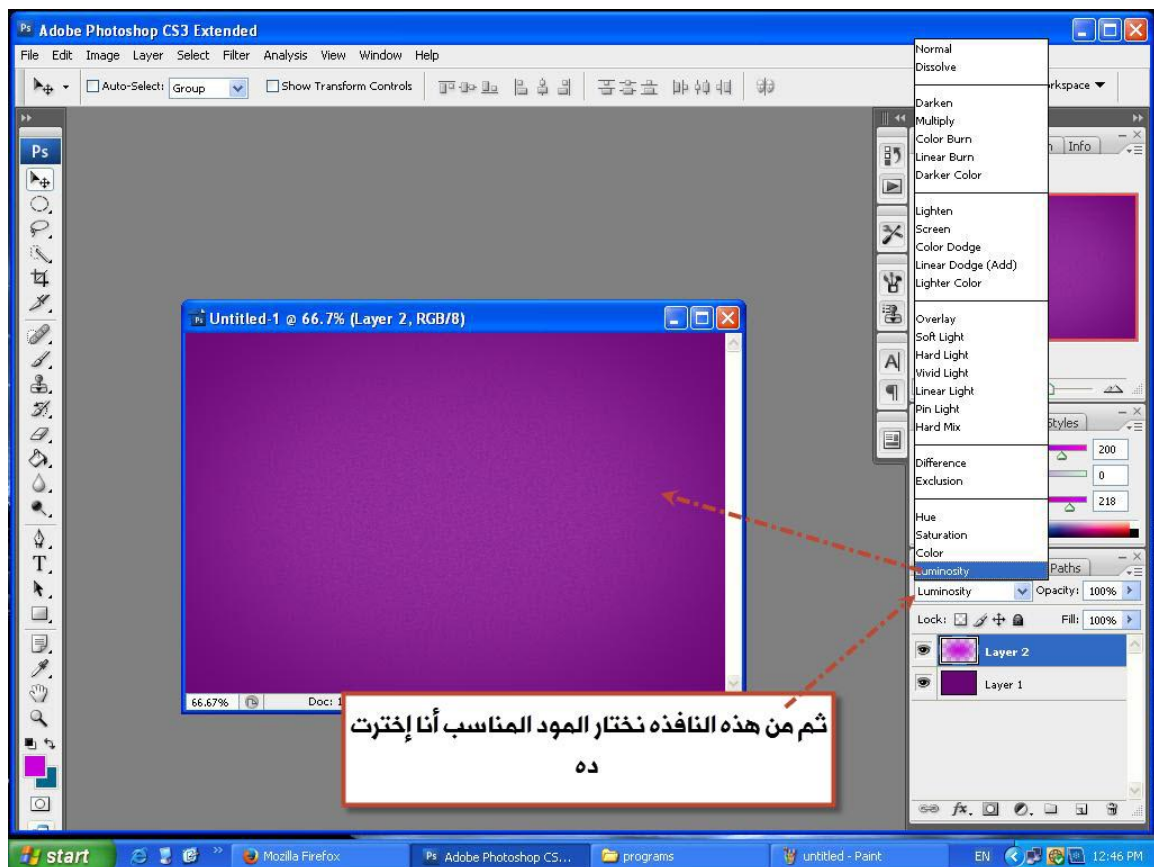 Ps Adobe Photoshop CS3 Extended
File Edit Image Layer Select Filter Analysis View Window Help
Auto-Select: Group Show Transform Controls
Ps
Info
Normal
Dissolve
Darken
Multiply
Color Burn
Linear Burn
Darker Color
Lighten
Screen
Color Dodge
Linear Dodge (Add)
Lighter Color
Overlay
Soft Light
Hard Light
Vivid Light
Linear Light
Pin Light
Hard Mix
Difference
Exclusion
Hue
Saturation
Color
Luminosity
Styles
200
0
218
Paths
Luminosity Opacity: 100%
Lock: Fill: 100%
Layer 2
Layer 1
Untitled-1 @ 66.7% (Layer 2, RGB/8)
66.67% Doc: 1
ثم من هذه النافذه نختار المود المناسب أنا إخترت
ده
start Mozilla Firefox Ps Adobe Photoshop CS... programs untitled - Paint EN 12:46 PM